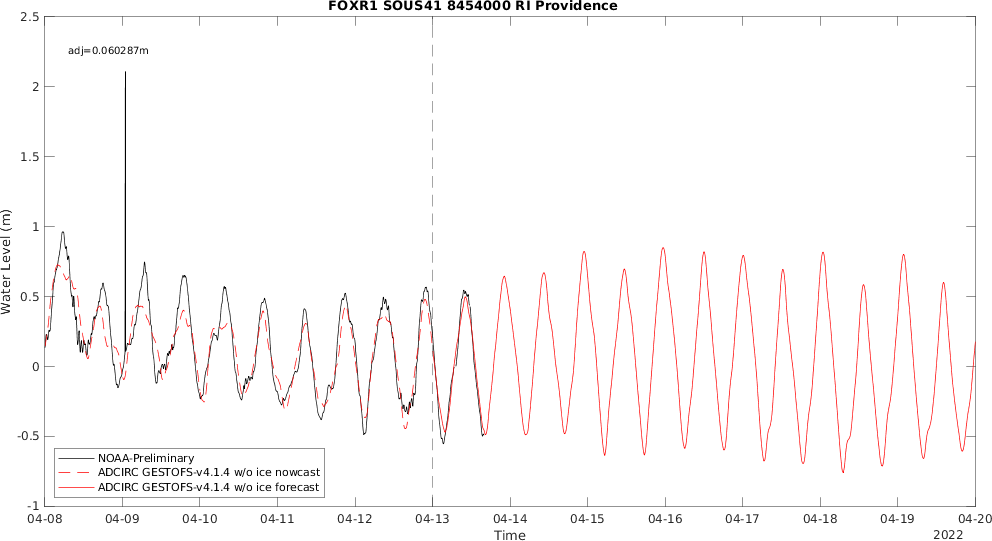 FOXR1 SOUS41 8454000 RI Providence
2.5
adj=0.060287m
2
1.5
1
0.5
0
-0.5
-1
Water Level (m)
NOAA-Preliminary
ADCIRC GESTOFS-v4.1.4 w/o ice nowcast
ADCIRC GESTOFS-v4.1.4 w/o ice forecast
04-08 04-09 04-10 04-11 04-12 04-13 04-14 04-15 04-16 04-17 04-18 04-19 04-20
Time
2022